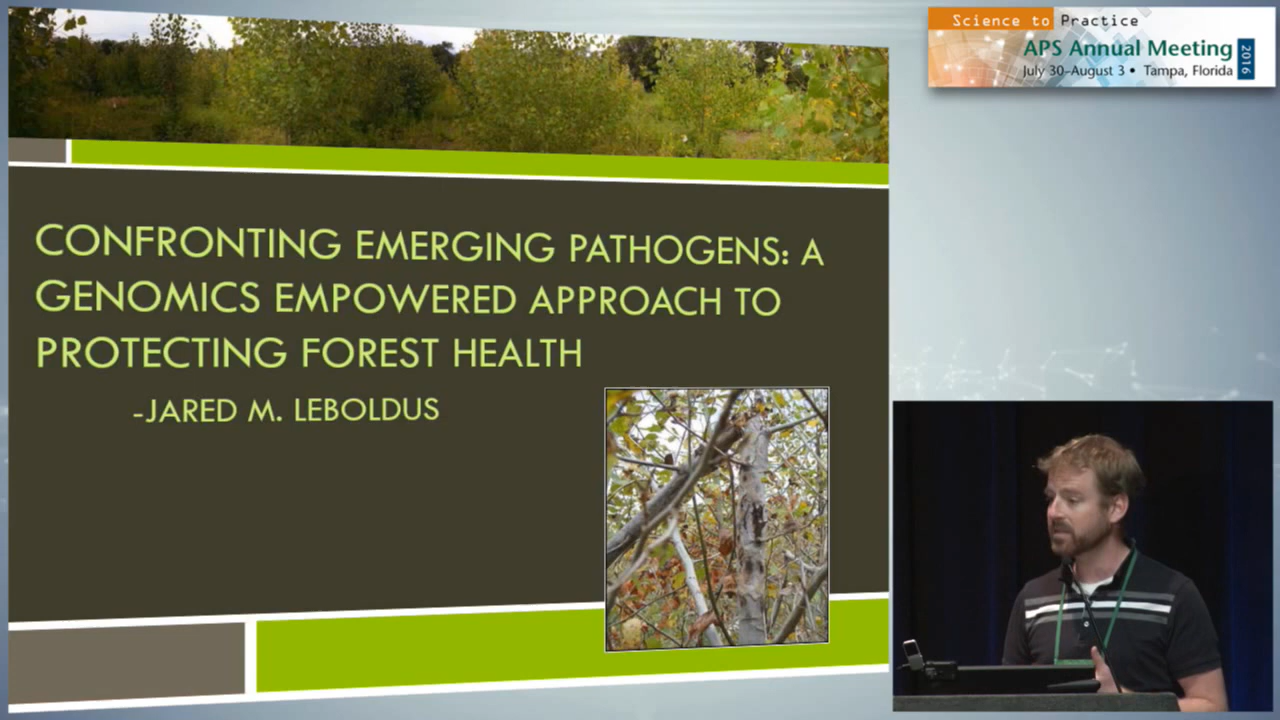 Science to Practice
APS Annual Meeting
2016
July 30-August 3 • Tampa, Florida
CONFRONTING EMERGING PATHOGENS: A
GENOMICS EMPOWERED APPROACH TO
PROTECTING FOREST HEALTH
-JARED M. LEBOLDUS